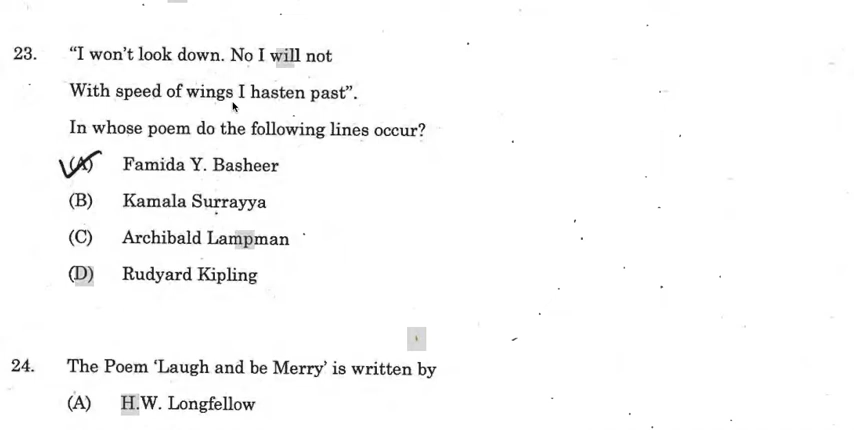 23. “I won’t look down. No I will not
With speed of wings I hasten past”.
In whose poem do the following lines occur?
(A) Famida Y. Basheer
(B) Kamala Surrayya
(C) Archibald Lampman
(D) Rudyard Kipling
24. The Poem ‘Laugh and be Merry’ is written by
(A) H.W. Longfellow